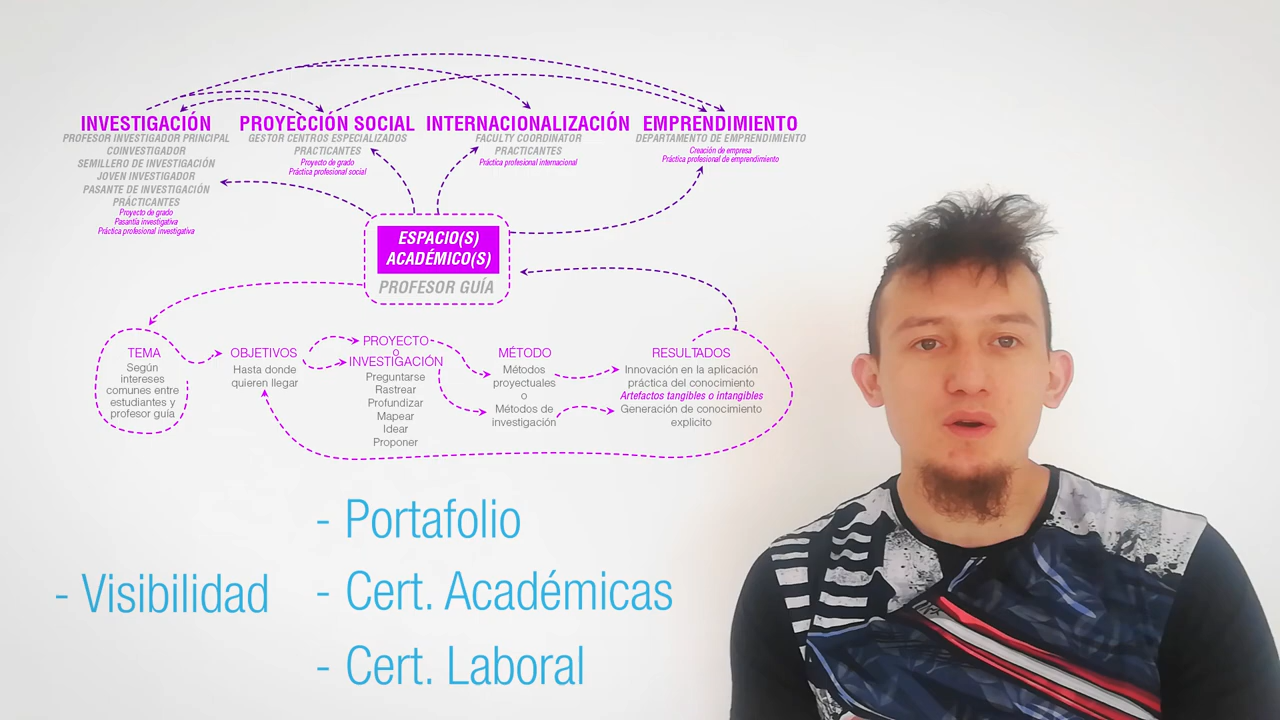 INVESTIGACIÓN
PROFESOR INVESTIGADOR PRINCIPAL
COINVESTIGADOR
SEMILLERO DE INVESTIGACIÓN
JOVEN INVESTIGADOR
PASANTE DE INVESTIGACIÓN
PRÁCTICANTES
Proyecto de grado
Pasantía investigativa
Práctica profesional investigativa
PROYECCIÓN SOCIAL
GESTOR CENTROS ESPECIALIZADOS
PRACTICANTES
Proyecto de grado
Práctica profesional social
INTERNACIONALIZACIÓN
FACULTY COORDINATOR
PRACTICANTES
Práctica profesional internacional
EMPRENDIMIENTO
DEPARTAMENTO DE EMPRENDIMIENTO
Creación de empresa
Práctica profesional de emprendimiento
ESPACIO(S)
ACADÉMICO(S)
PROFESOR GUÍA
TEMA
Según
intereses
comunes entre
estudiantes y
profesor guía
OBJETIVOS
Hasta donde
quieren llegar
PROYECTO
O
INVESTIGACIÓN
Preguntarse
Rastrear
Profundizar
Mapear
Idear
Proponer
MÉTODO
Métodos
proyectuales
o
Métodos de
investigación
RESULTADOS
Innovación en la aplicación
práctica del conocimiento
Artefactos tangibles o intangibles
Generación de conocimiento
explicito
- Visibilidad
- Portafolio
- Cert. Académicas
- Cert. Laboral